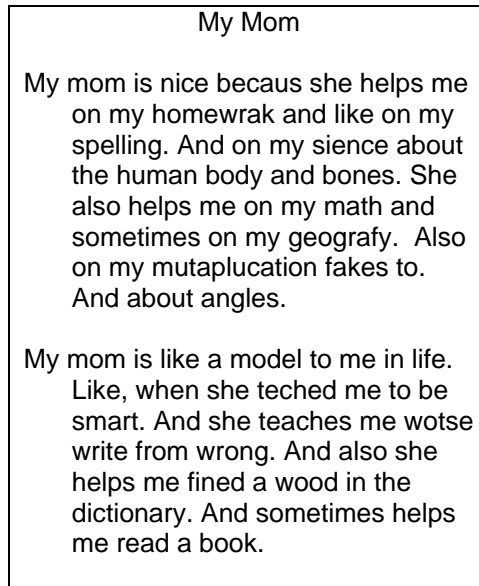 My Mom
My mom is nice becaus she helps me
on my homewrak and like on my
spelling. And on my sience about
the human body and bones. She
also helps me on my math and
sometimes on my geografy.  Also
on my mutaplucation fakes to.
And about angles.
My mom is like a model to me in life.
Like, when she teched me to be
smart. And she teaches me wotse
write from wrong. And also she
helps me fined a wood in the
dictionary. And sometimes helps
me read a book.